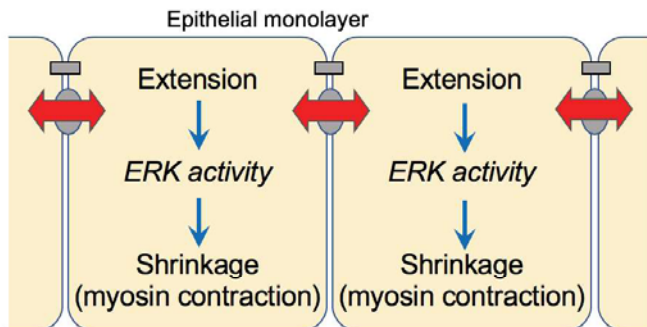 Epithelial monolayer
Extension
ERK activity
Shrinkage
(myosin contraction)
Extension
ERK activity
Shrinkage
(myosin contraction)